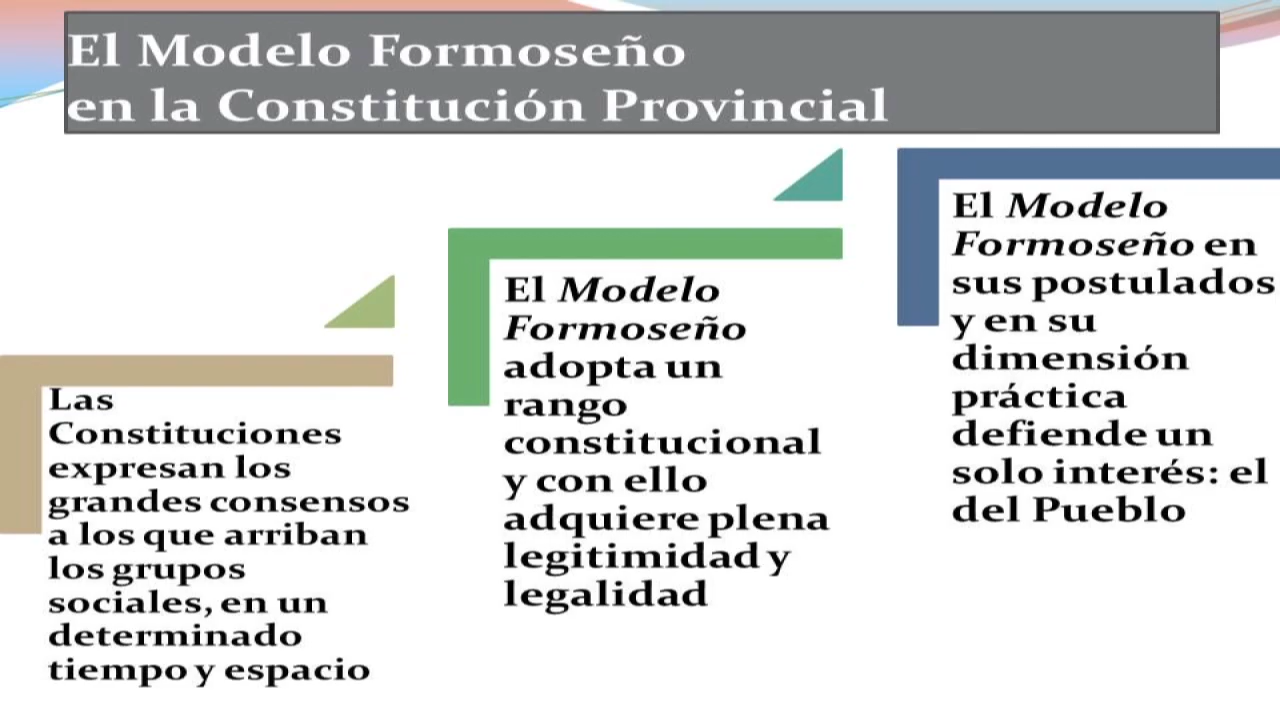 El Modelo Formoseño
en la Constitución Provincial
Las
Constituciones
expresan los
grandes consensos
a los que arriban
los grupos
sociales, en un
determinado
tiempo y espacio
El Modelo
Formoseño
adopta un
rango
constitucional
y con ello
adquiere plena
legitimidad y
legalidad
El Modelo
Formoseño en
sus postulados
y en su
dimensión
práctica
defiende un
solo interés: el
del Pueblo